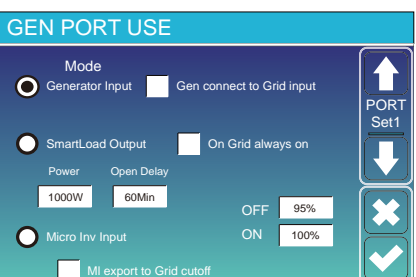 GEN PORT USE
Mode
Generator Input Gen connect to Grid input
PORT
Set1
SmartLoad Output On Grid always on
Power Open Delay
1000W 60Min
OFF 95%
ON 100%
Micro Inv Input
MI export to Grid cutoff